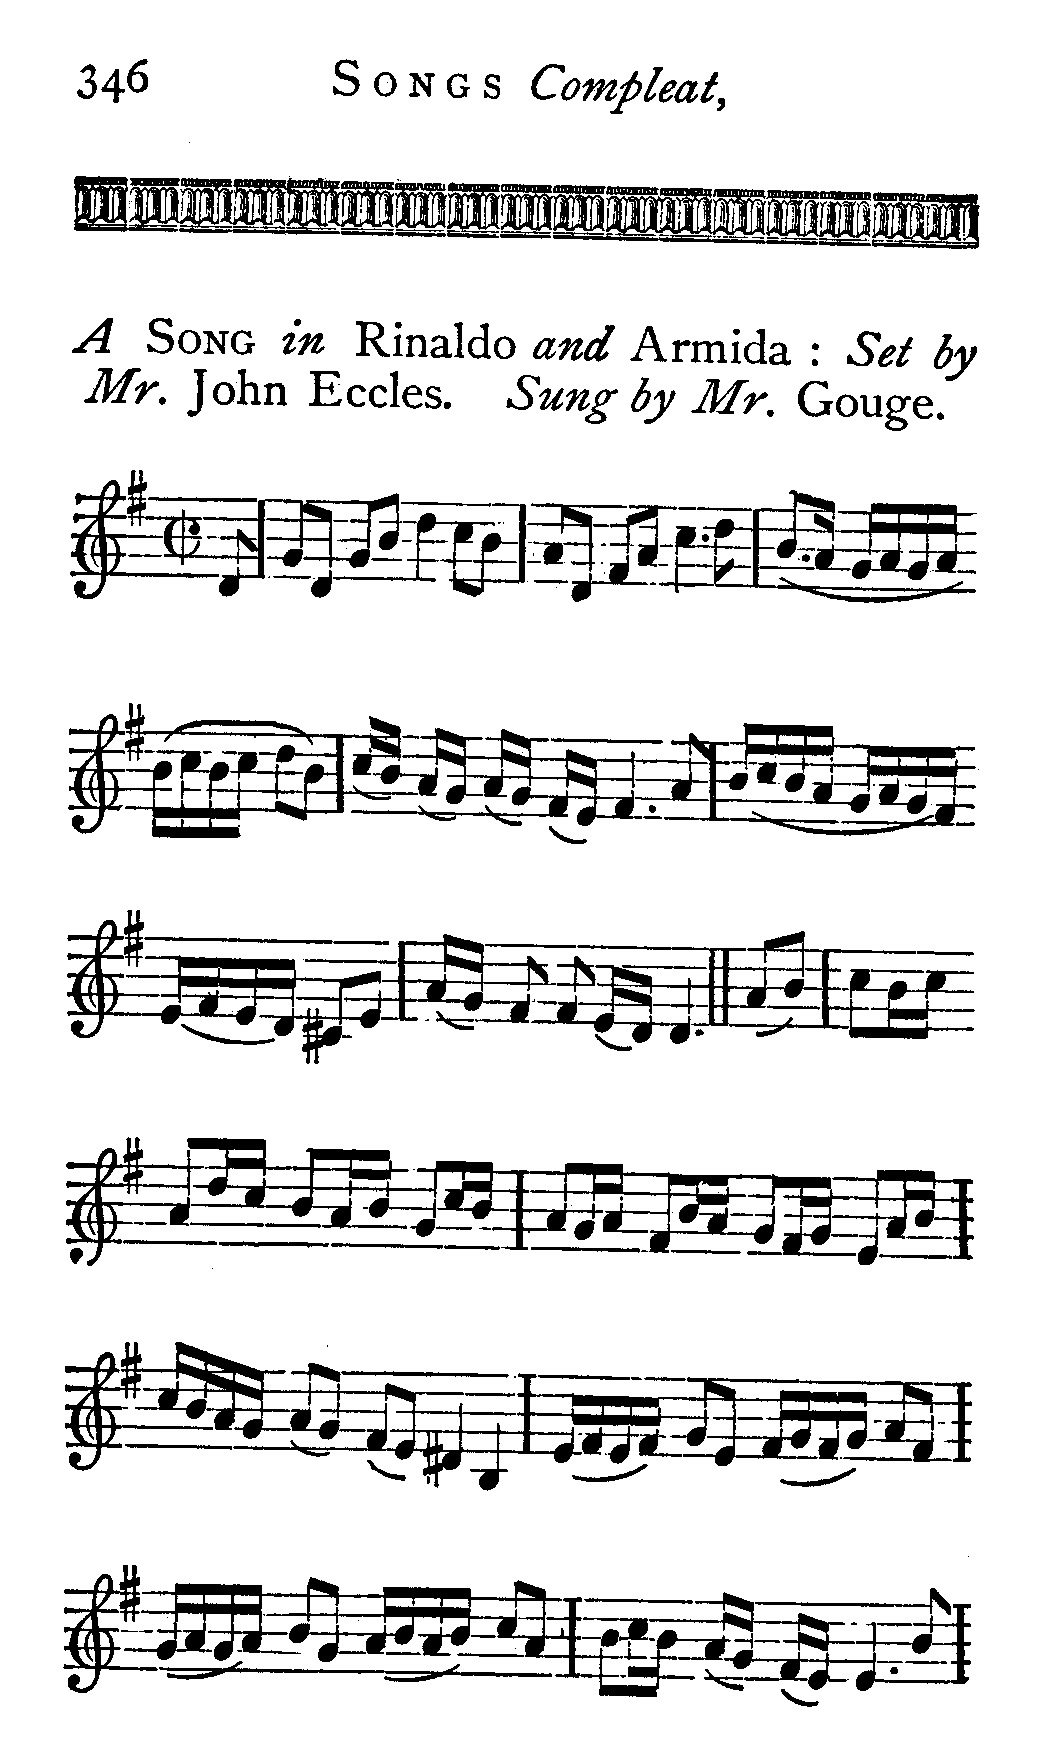 346 SONGS Compleat,
A SONG in Rinaldo and Armida : Set by
Mr. John Eccles. Sung by Mr. Gouge.